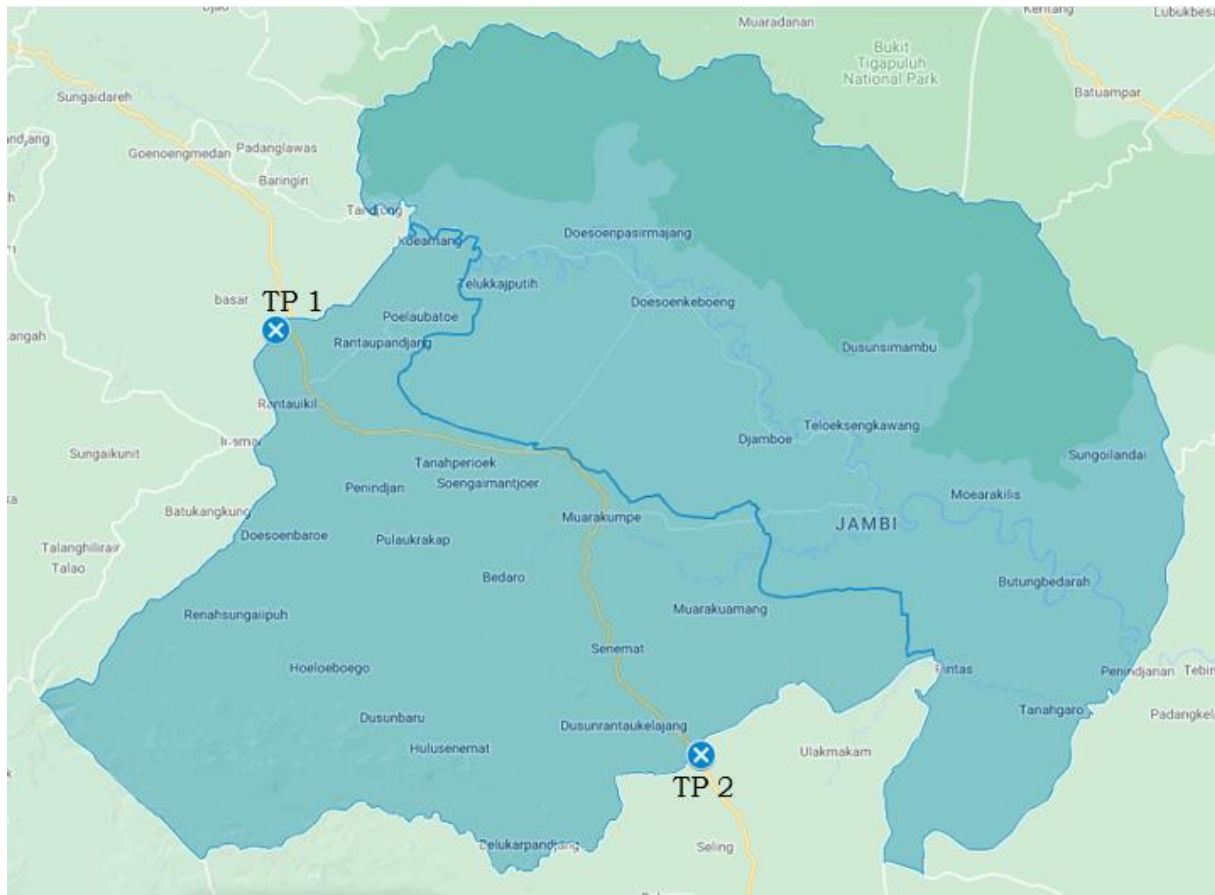 Muaradanan
Kentang
Lubukbesa
Bukit
Tigapuluh
National Park
Batuampar
Sungaidareh
Goenoengmedan
Padanglawas
Baringin
Koeamang
Doesoenpasirmajang
Telukkajputih
Doesoenkeboeng
basar
TP 1
Poelaubatoe
Rantaupandjang
Dusunsimambu
Rantauikil
Teloeksengkawang
Djamboe
Sungaikunit
Sungoilandai
Tanahperioek
Soengaimantjoer
Penindjan
Moearakilis
Batukangkung
Muarakumpe
JAMBI
Doesoenbaroe
Pulaukrakap
Talanghilirair
Talao
Bedaro
Butungbedarah
Renahsungaiipuh
Muarakuamang
Senemat
Hoeloeboego
Penindjanan
Tebin
Tanahgaro
Padangkel
Dusunbaru
Dusunrantaukelajang
Hulusenemat
Ulakmakam
TP 2
Seling